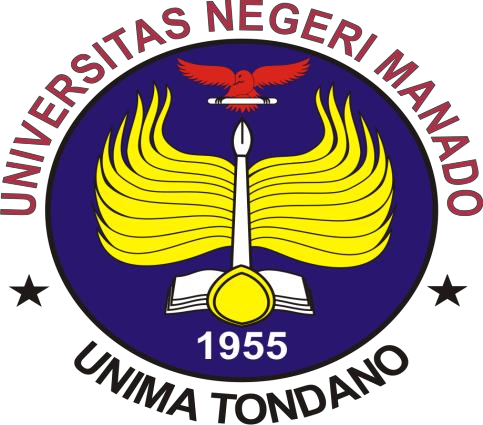 UNIVERSITAS NEGERI MANADO
1955
UNIMA TONDANO